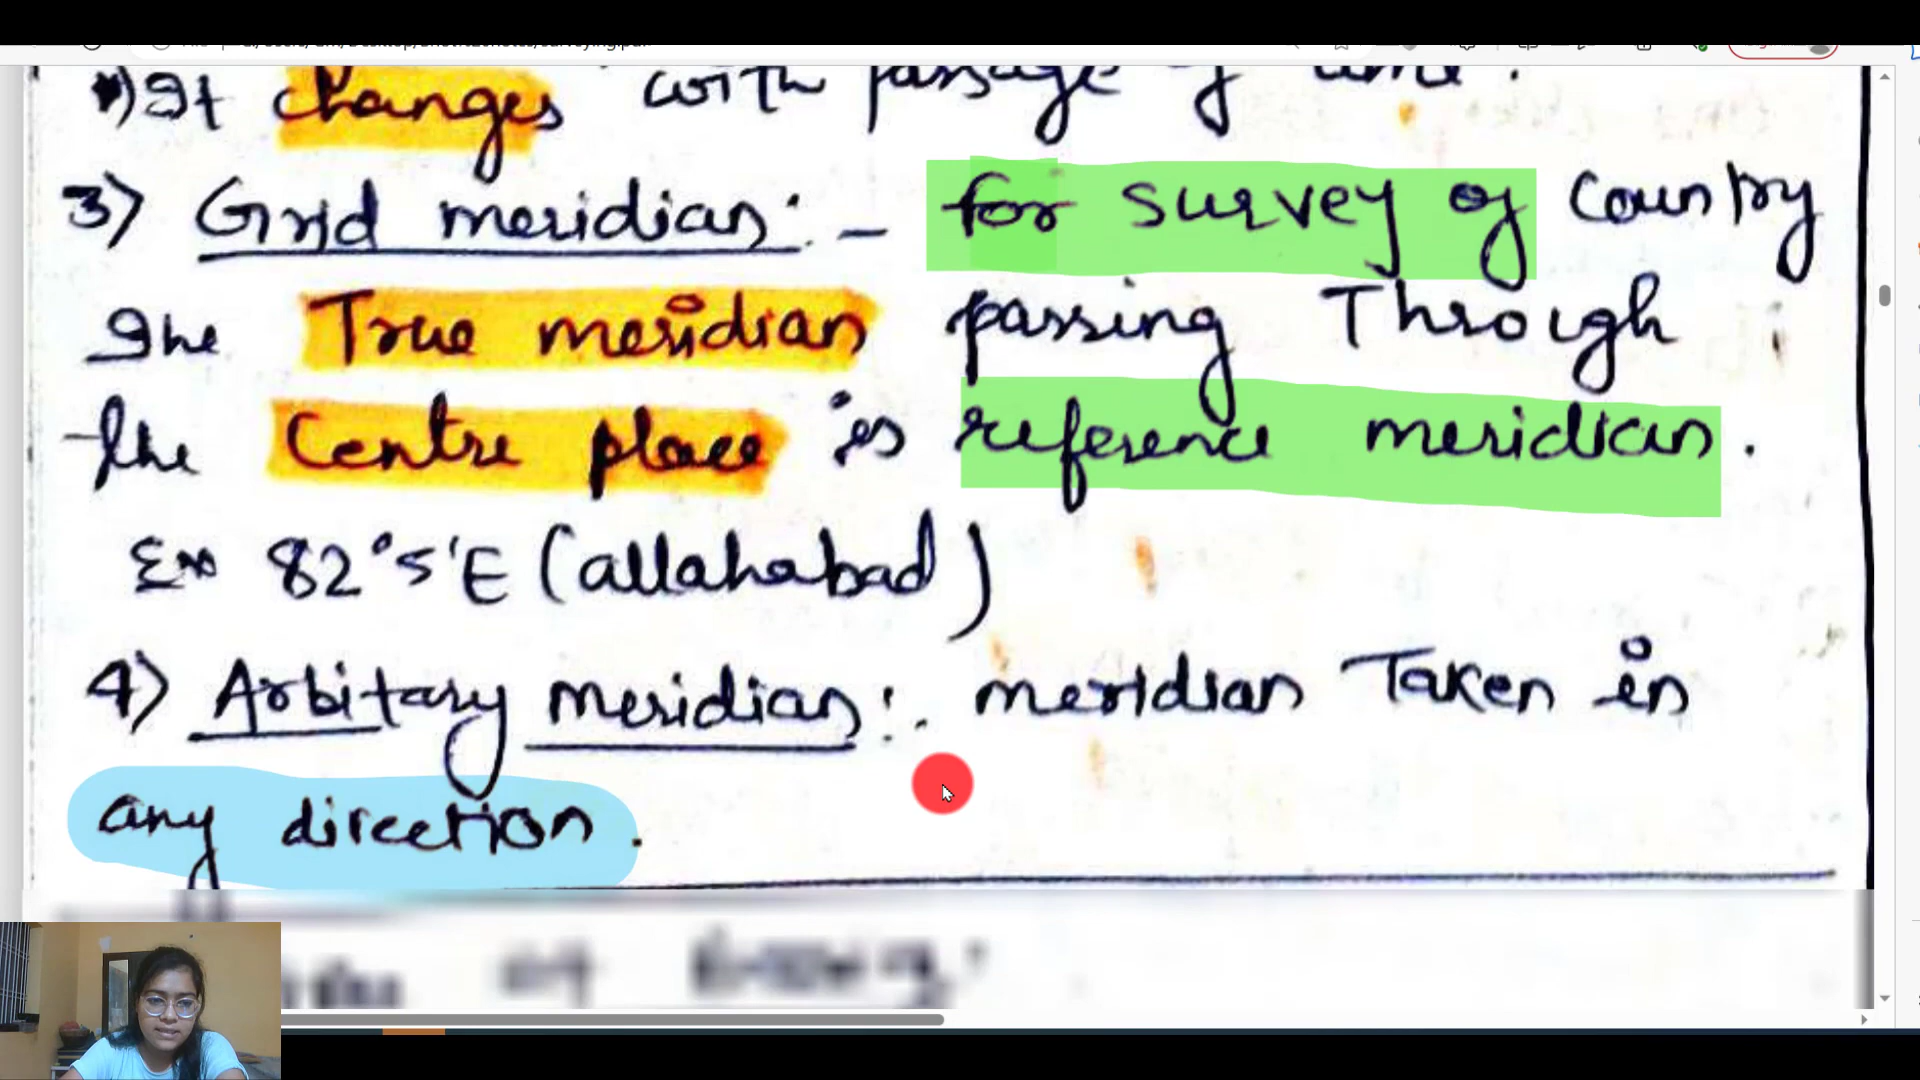 It changes with passage of time.
3) Grid meridian:- for survey of Country
The True meridian passing Through
the Centre place is reference meridian.
Ex 82°5'E (allahabad)
4) Arbitary meridian:. meridian Taken in
any direction.